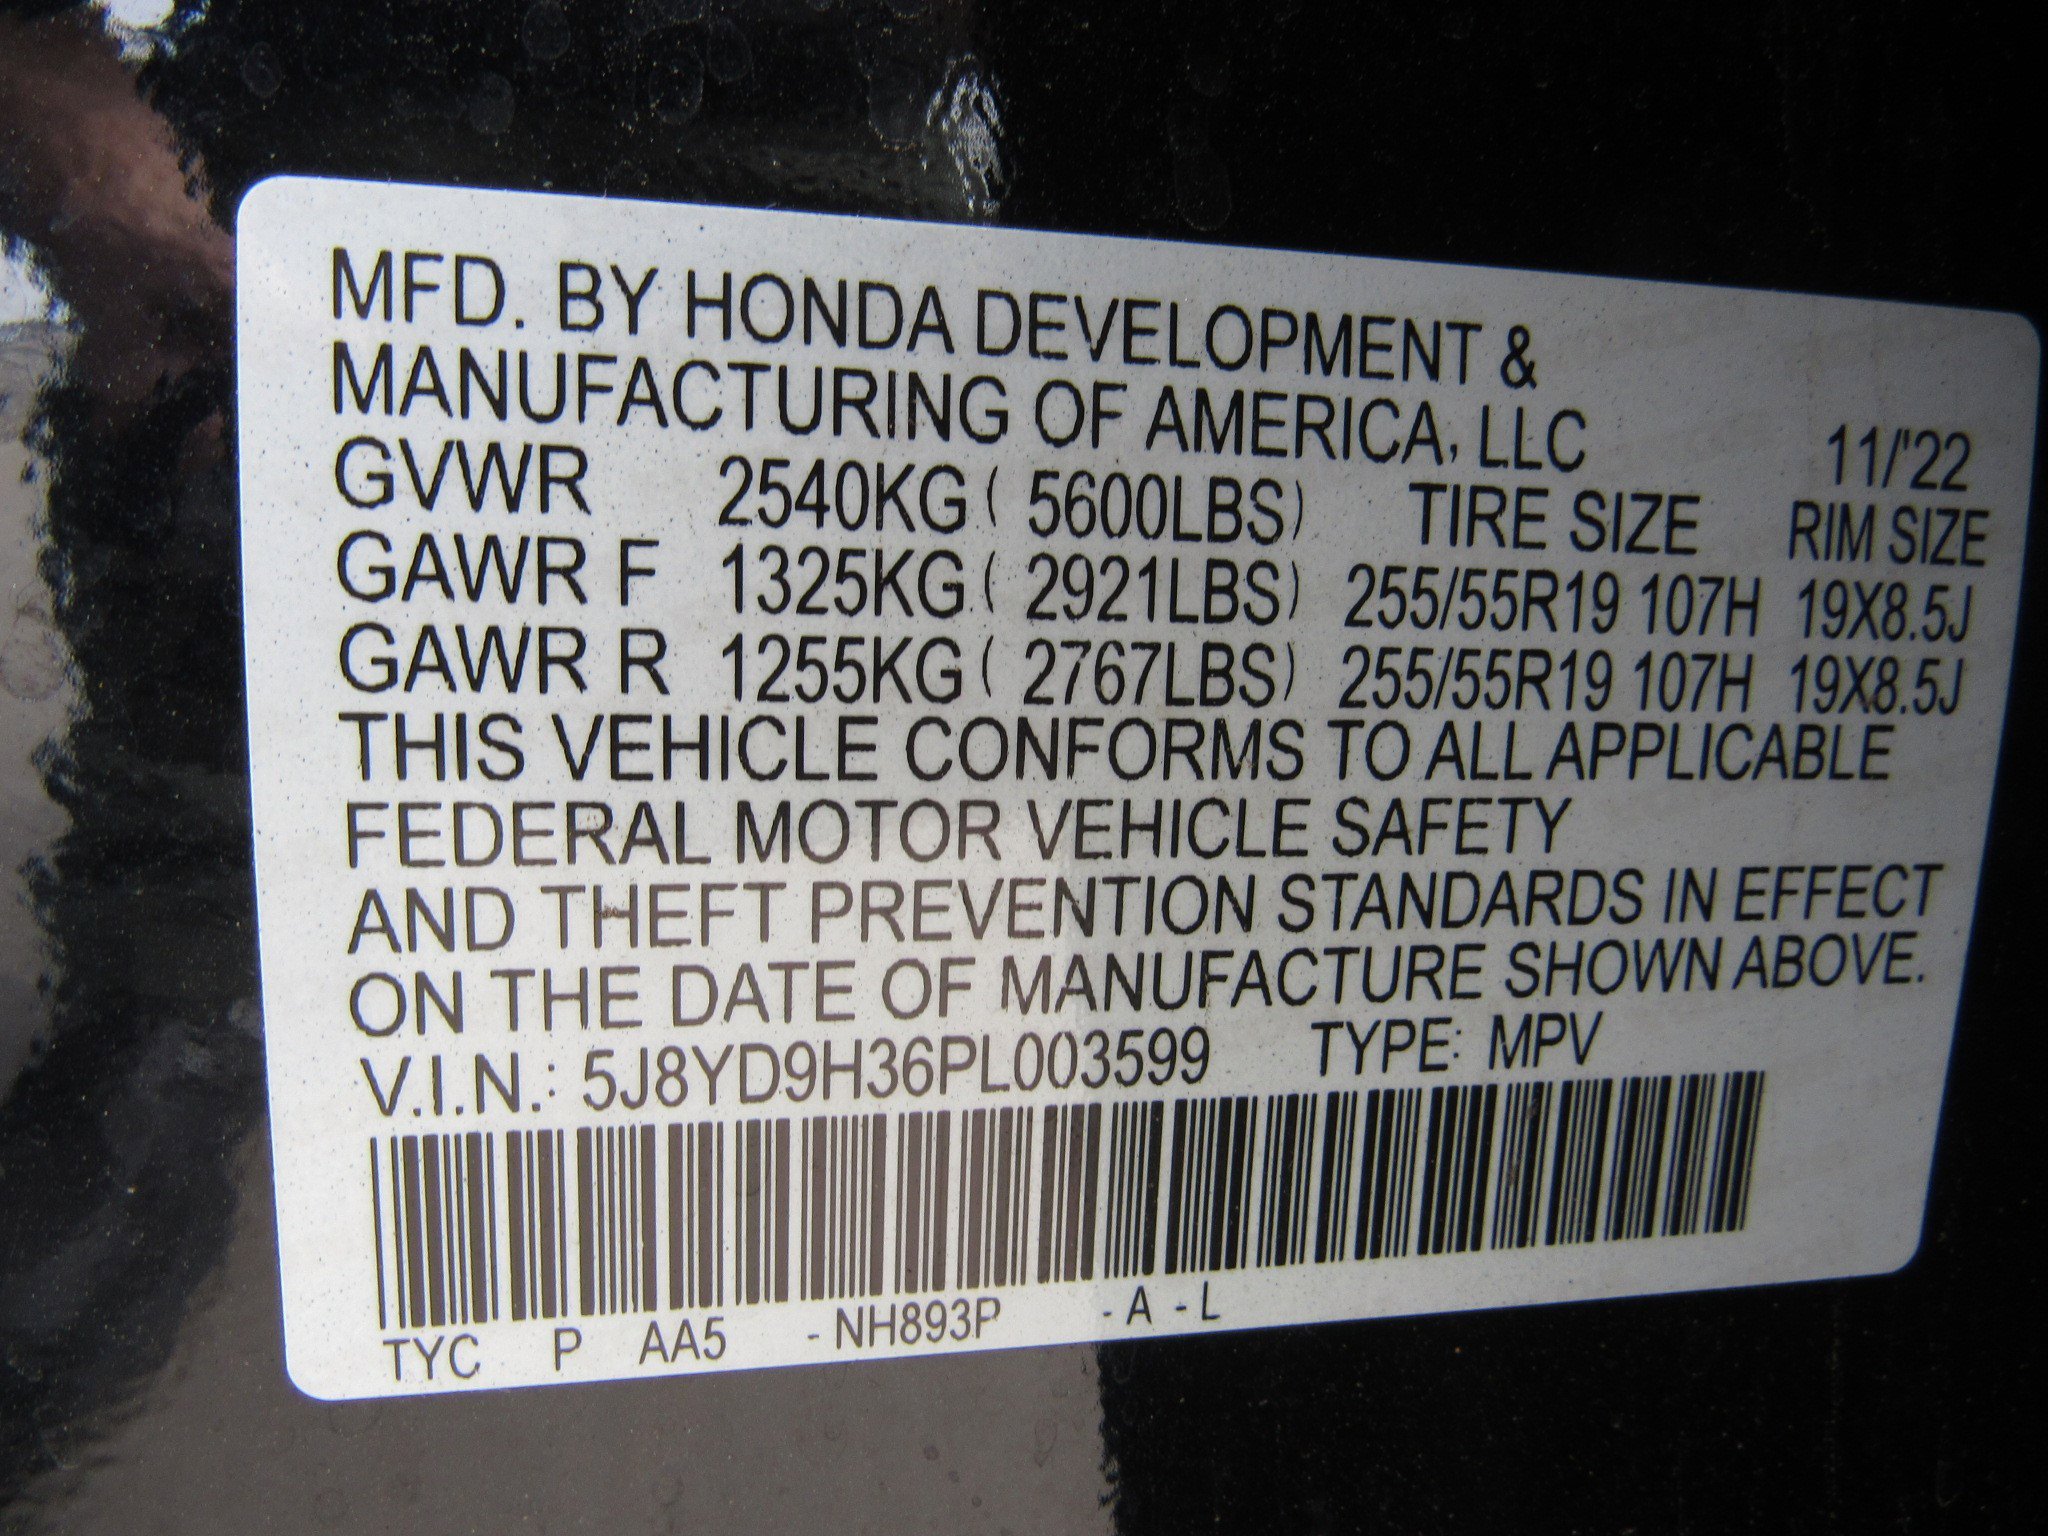 MFD. BY HONDA DEVELOPMENT &
MANUFACTURING OF AMERICA, LLC 11/'22
GVWR 2540KG ( 5600LBS) TIRE SIZE RIM SIZE
GAWR F 1325KG ( 2921LBS) 255/55R19 107H 19X8.5J
GAWR R 1255KG ( 2767LBS) 255/55R19 107H 19X8.5J
THIS VEHICLE CONFORMS TO ALL APPLICABLE
FEDERAL MOTOR VEHICLE SAFETY
AND THEFT PREVENTION STANDARDS IN EFFECT
ON THE DATE OF MANUFACTURE SHOWN ABOVE.
V.I.N.: 5J8YD9H36PL003599 TYPE: MPV
TYC P AA5 -NH893P -A -L